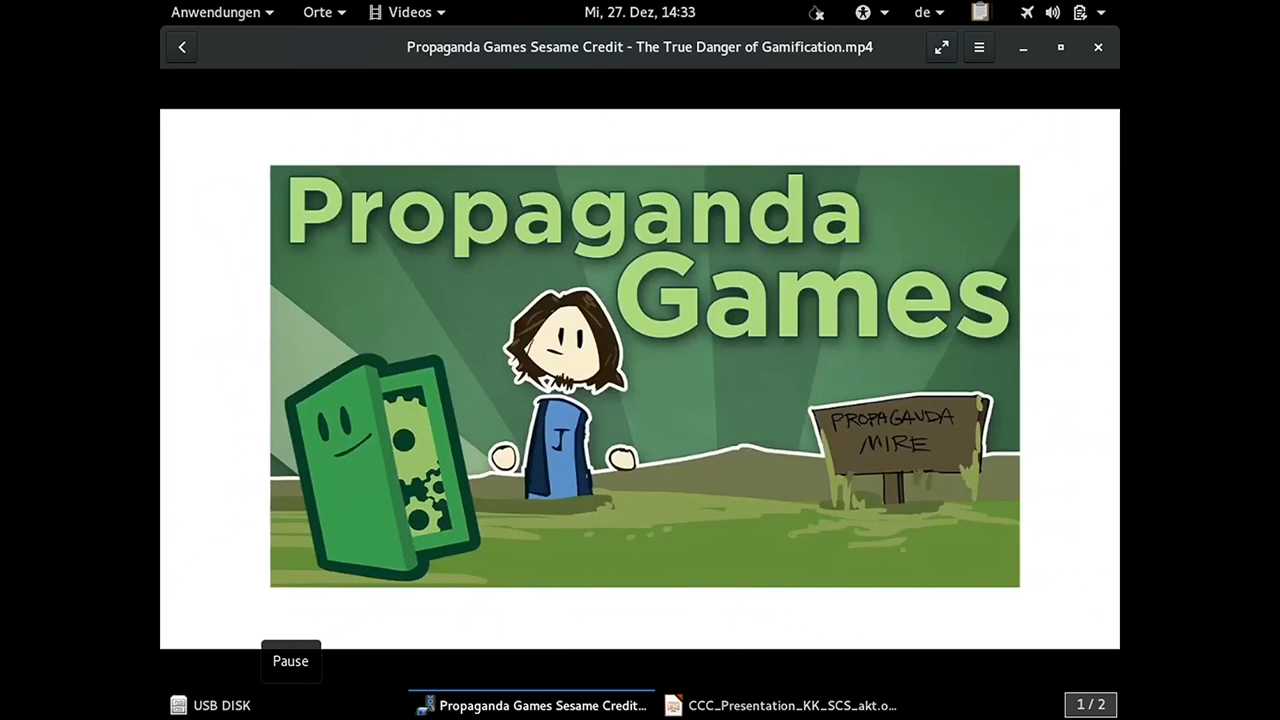 Anwendungen Orte Videos Mi, 27. Dez, 14:33 de
Propaganda Games Sesame Credit - The True Danger of Gamification.mp4
Propaganda
Games
J
PROPAGANDA
MIRE
Pause
USB DISK Propaganda Games Sesame Credit... CCC_Presentation_KK_SCS_akt.o... 1 / 2